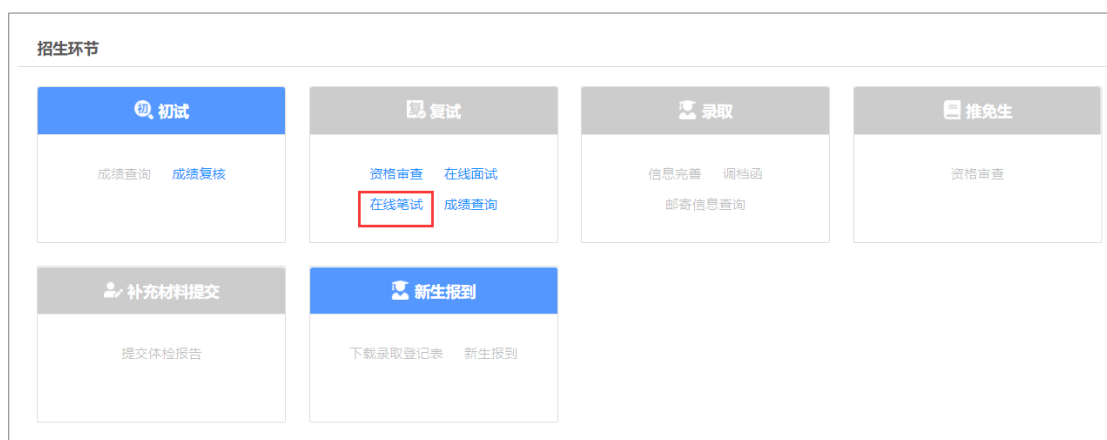 招生环节
初试
复试
录取
推免生
成绩查询 成绩复核
资格审查 在线面试
在线笔试 成绩查询
信息完善 调档函
邮寄信息查询
资格审查
补充材料提交
新生报到
提交体检报告
下载录取登记表 新生报到